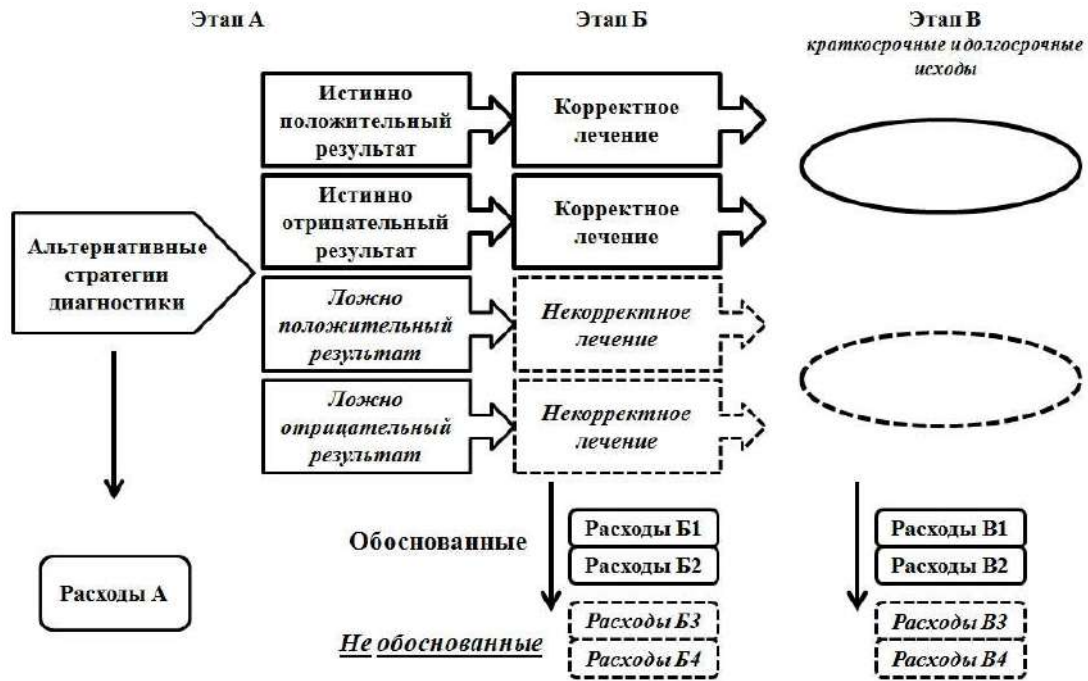 Этап А
Этап Б
Этап В
краткосрочные и долгосрочные
исходы
Альтернативные
стратегии
диагностики
Истинно
положительный
результат
Корректное
лечение
Истинно
отрицательный
результат
Корректное
лечение
Ложно
положительный
результат
Некорректное
лечение
Ложно
отрицательный
результат
Некорректное
лечение
Расходы А
Обоснованные
Расходы Б1
Расходы Б2
Не обоснованные
Расходы Б3
Расходы Б4
Расходы В1
Расходы В2
Расходы В3
Расходы В4